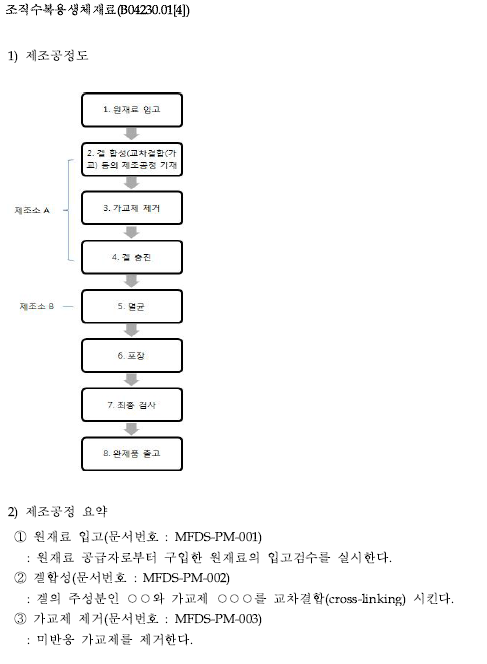 조직수복용생체재료(B04230.01[4])
1) 제조공정도
1. 원재료 입고
2. 겔 합성(교차결합(가
교) 등의 제조공정 기재
제조소 A
3. 가교제 제거
4. 겔 충진
제조소 B
5. 멸균
6. 포장
7. 최종 검사
8. 완제품 출고
2) 제조공정 요약
① 원재료 입고(문서번호 : MFDS-PM-001)
: 원재료 공급자로부터 구입한 원재료의 입고검수를 실시한다.
② 겔합성(문서번호 : MFDS-PM-002)
: 겔의 주성분인 ○○와 가교제 ○○○를 교차결합(cross-linking) 시킨다.
③ 가교제 제거(문서번호 : MFDS-PM-003)
: 미반응 가교제를 제거한다.